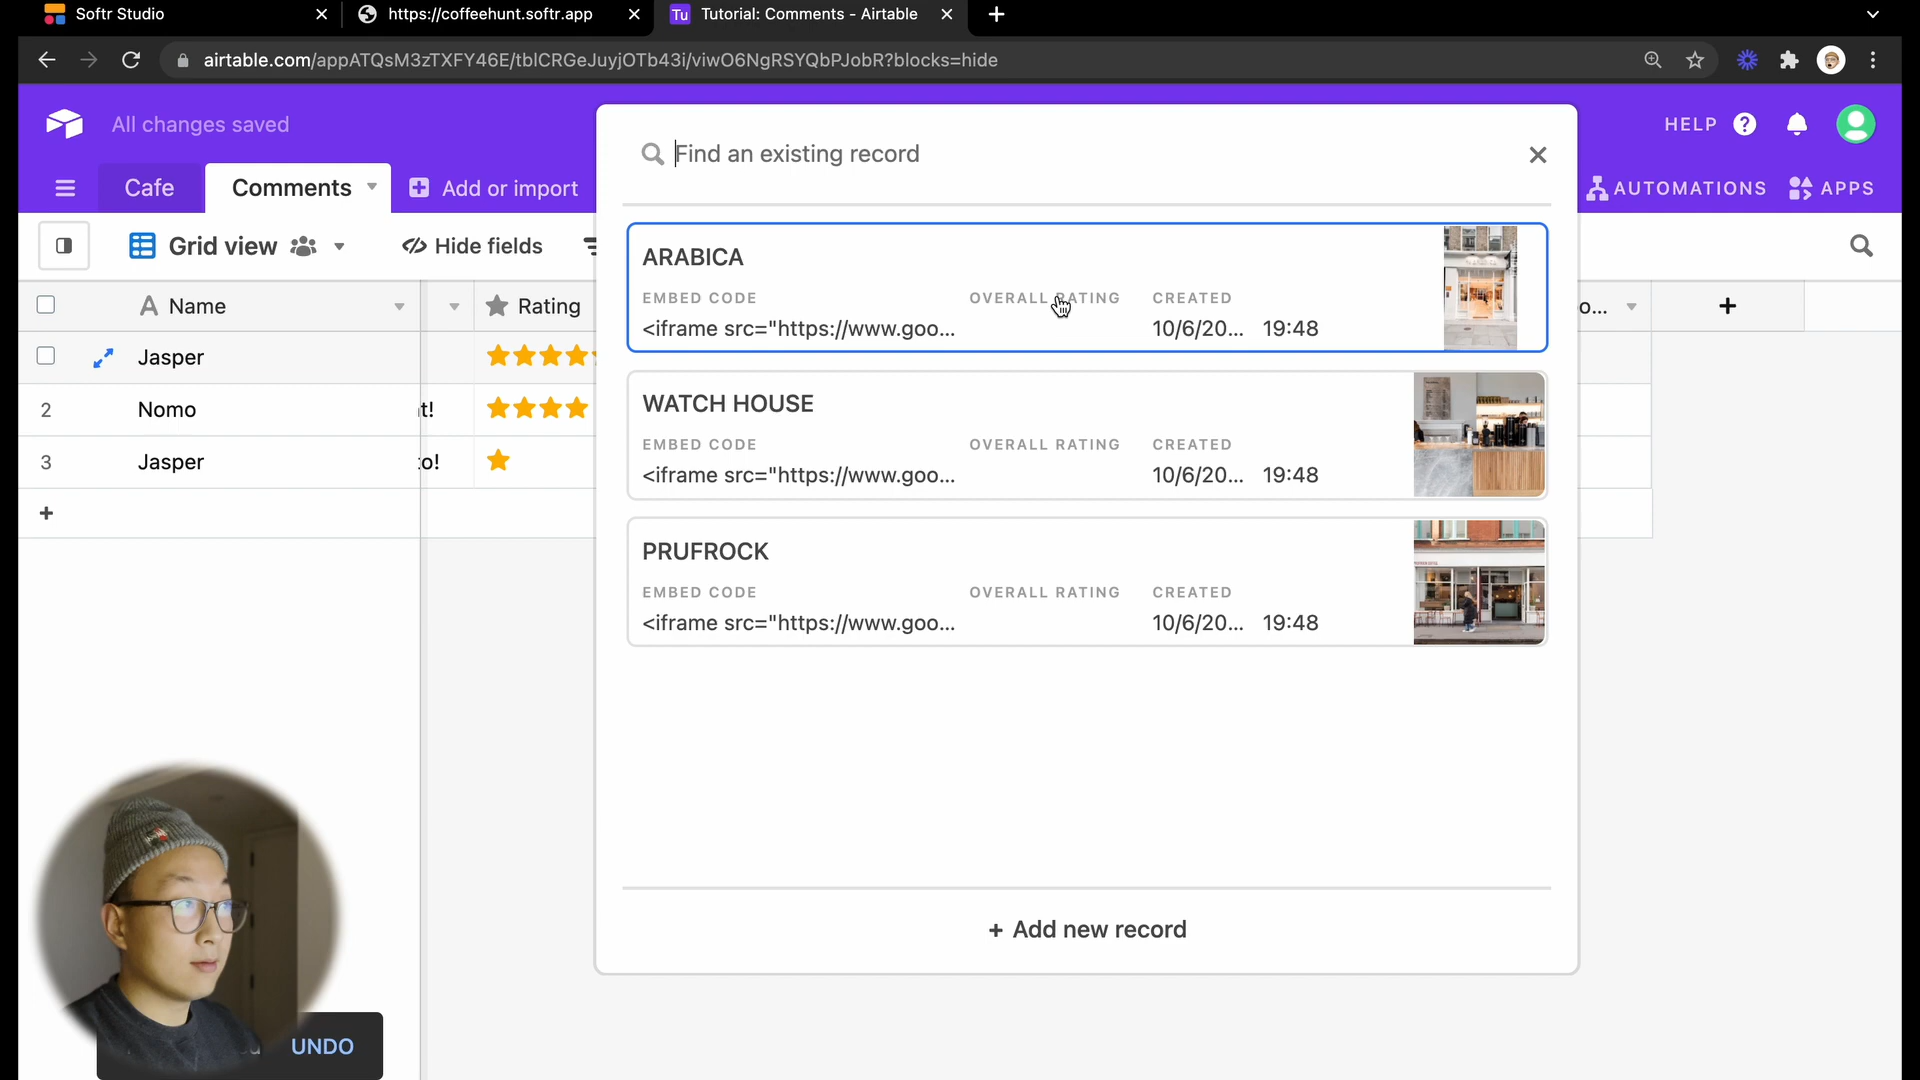 Softr Studio
https://coffeehunt.softr.app
Tu Tutorial: Comments - Airtable
airtable.com/appATQsM3zTXFY46E/tblCRGeJuyjOTb43i/viwO6NgRSYQbPJobR?blocks=hide
All changes saved
HELP
Cafe
Comments
Add or import
AUTOMATIONS
APPS
Grid view
Hide fields
Name
Rating
o...
Jasper
2 Nomo t!
3 Jasper to!
Find an existing record
ARABICA
EMBED CODE OVERALL RATING CREATED
<iframe src="https://www.goo... 10/6/20... 19:48
WATCH HOUSE
EMBED CODE OVERALL RATING CREATED
<iframe src="https://www.goo... 10/6/20... 19:48
PRUFROCK
EMBED CODE OVERALL RATING CREATED
<iframe src="https://www.goo... 10/6/20... 19:48
+ Add new record
UNDO